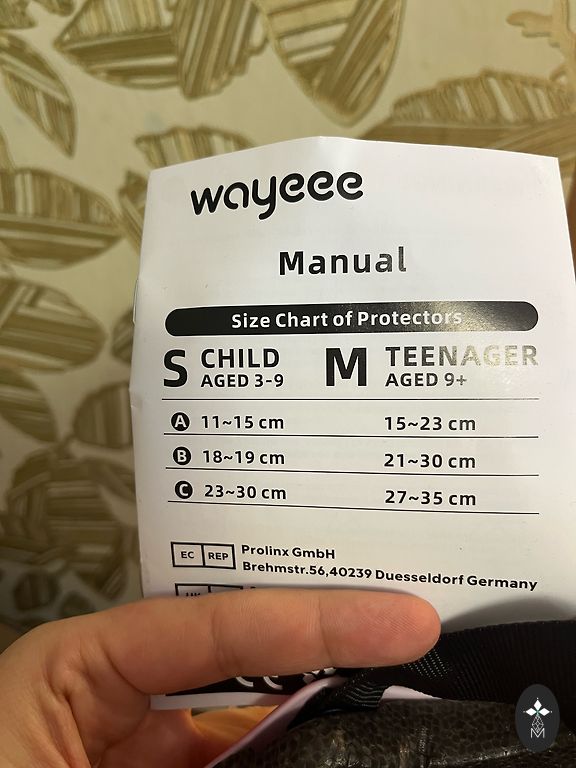 wayeee
Manual
Size Chart of Protectors
S CHILD AGED 3-9 M TEENAGER AGED 9+
A 11~15 cm 15~23 cm
B 18~19 cm 21~30 cm
C 23~30 cm 27~35 cm
EC REP Prolinx GmbH
Brehmstr.56,40239 Duesseldorf Germany